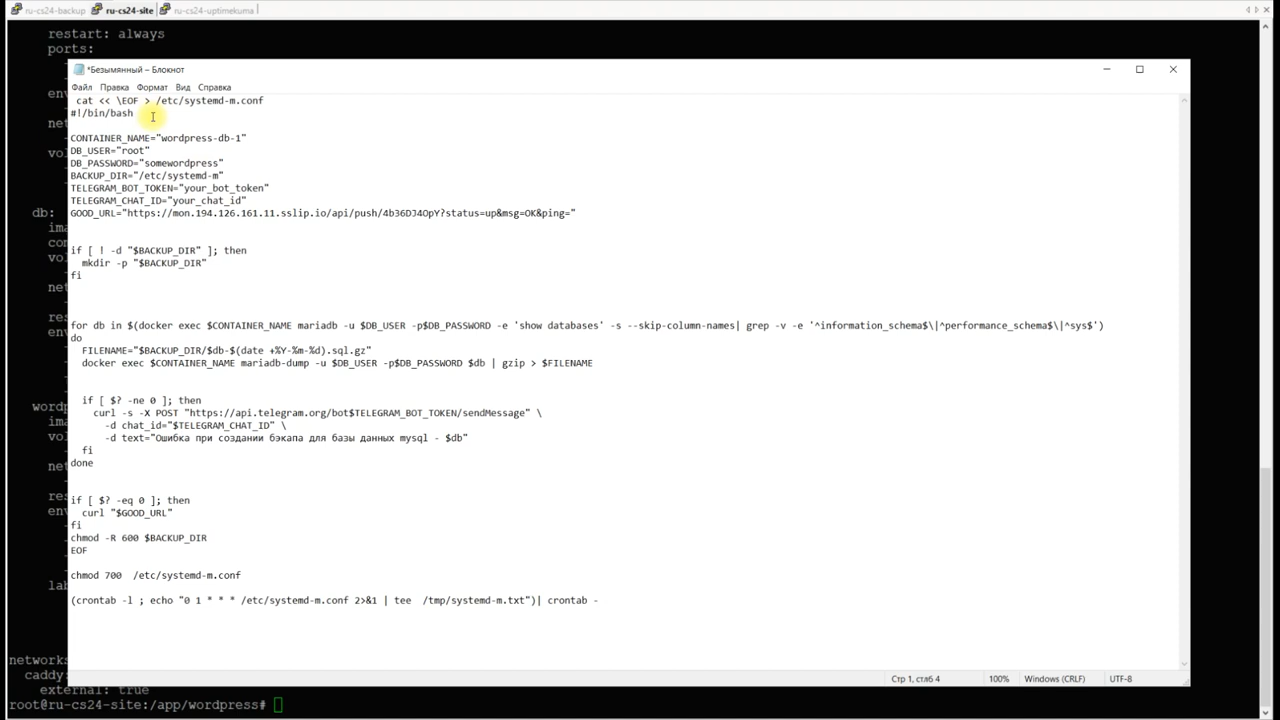 ru-cs24-backup ru-cs24-site ru-cs24-uptimekuma
restart: always
ports:
*Безымянный – Блокнот
Файл Правка Формат Вид Справка
cat << \EOF > /etc/systemd-m.conf
#!/bin/bash
CONTAINER_NAME="wordpress-db-1"
DB_USER="root"
DB_PASSWORD="somewordpress"
BACKUP_DIR="/etc/systemd-m"
TELEGRAM_BOT_TOKEN="your_bot_token"
TELEGRAM_CHAT_ID="your_chat_id"
GOOD_URL="https://mon.194.126.161.11.sslip.io/api/push/4b36DJ4OpY?status=up&msg=OK&ping="
if [ ! -d "$BACKUP_DIR" ]; then
mkdir -p "$BACKUP_DIR"
fi
for db in $(docker exec $CONTAINER_NAME mariadb -u $DB_USER -p$DB_PASSWORD -e 'show databases' -s --skip-column-names| grep -v -e '^information_schema$\|^performance_schema$\|^sys$')
do
FILENAME="$BACKUP_DIR/$db-$(date +%Y-%m-%d).sql.gz"
docker exec $CONTAINER_NAME mariadb-dump -u $DB_USER -p$DB_PASSWORD $db | gzip > $FILENAME
if [ $? -ne 0 ]; then
curl -s -X POST "https://api.telegram.org/bot$TELEGRAM_BOT_TOKEN/sendMessage" \
-d chat_id="$TELEGRAM_CHAT_ID" \
-d text="Ошибка при создании бэкапа для базы данных mysql - $db"
fi
done
if [ $? -eq 0 ]; then
curl "$GOOD_URL"
fi
chmod -R 600 $BACKUP_DIR
EOF
chmod 700 /etc/systemd-m.conf
(crontab -l ; echo "0 1 * * * /etc/systemd-m.conf 2>&1 | tee /tmp/systemd-m.txt")| crontab -
Стр 1, стлб 4 100% Windows (CRLF) UTF-8
db:
networks
caddy:
external: true
root@ru-cs24-site:/app/wordpress#